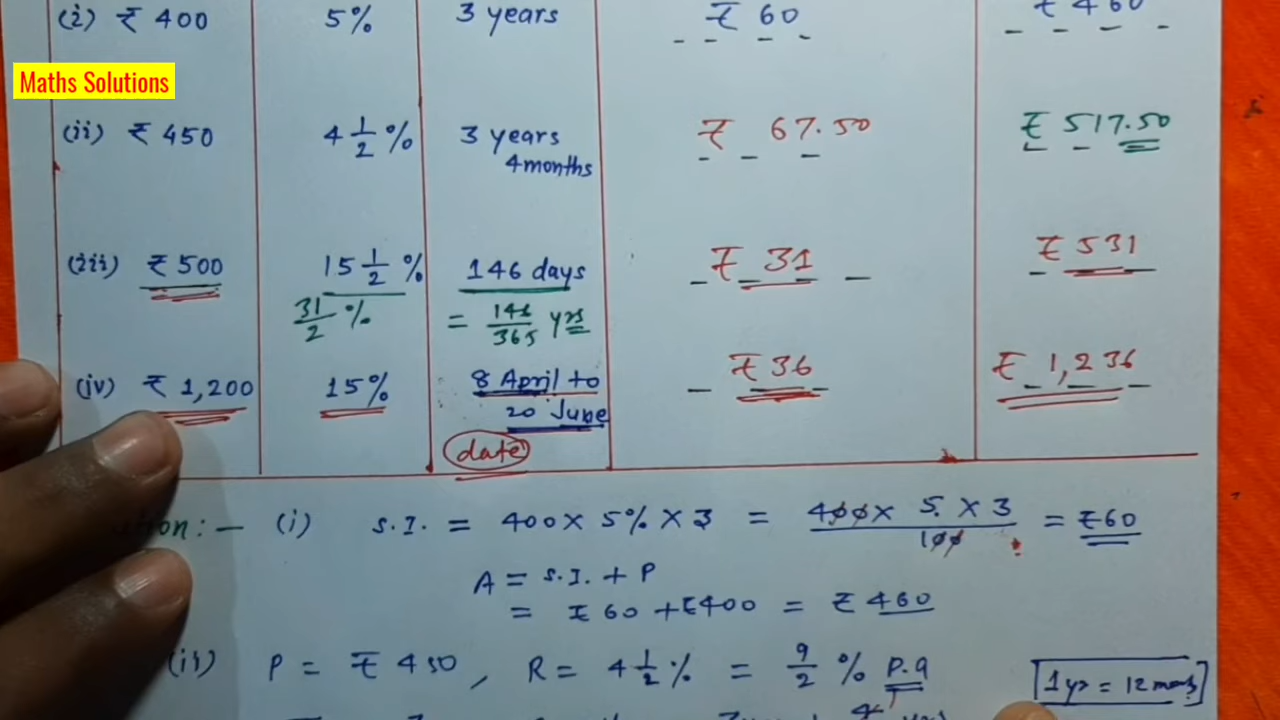 (i) ₹ 400 5% 3 years ₹ 60 ₹ 460
Maths Solutions
(ii) ₹ 450 4 1/2 % 3 years ₹ 67.50 ₹ 517.50
4months
(iii) ₹ 500 15 1/2 % 146 days ₹ 31 ₹ 531
31/2 % = 146/365 yrs
(iv) ₹ 1,200 15% 8 April to ₹ 36 ₹ 1,236
20 June
date
(i) S.I. = 400 × 5% × 3 = 400 × 5 × 3 / 100 = ₹60
A = S.I. + P
= ₹ 60 + ₹400 = ₹ 460
(ii) P = ₹ 450, R = 4 1/2 % = 9/2 % p.a
1 yr = 12 months